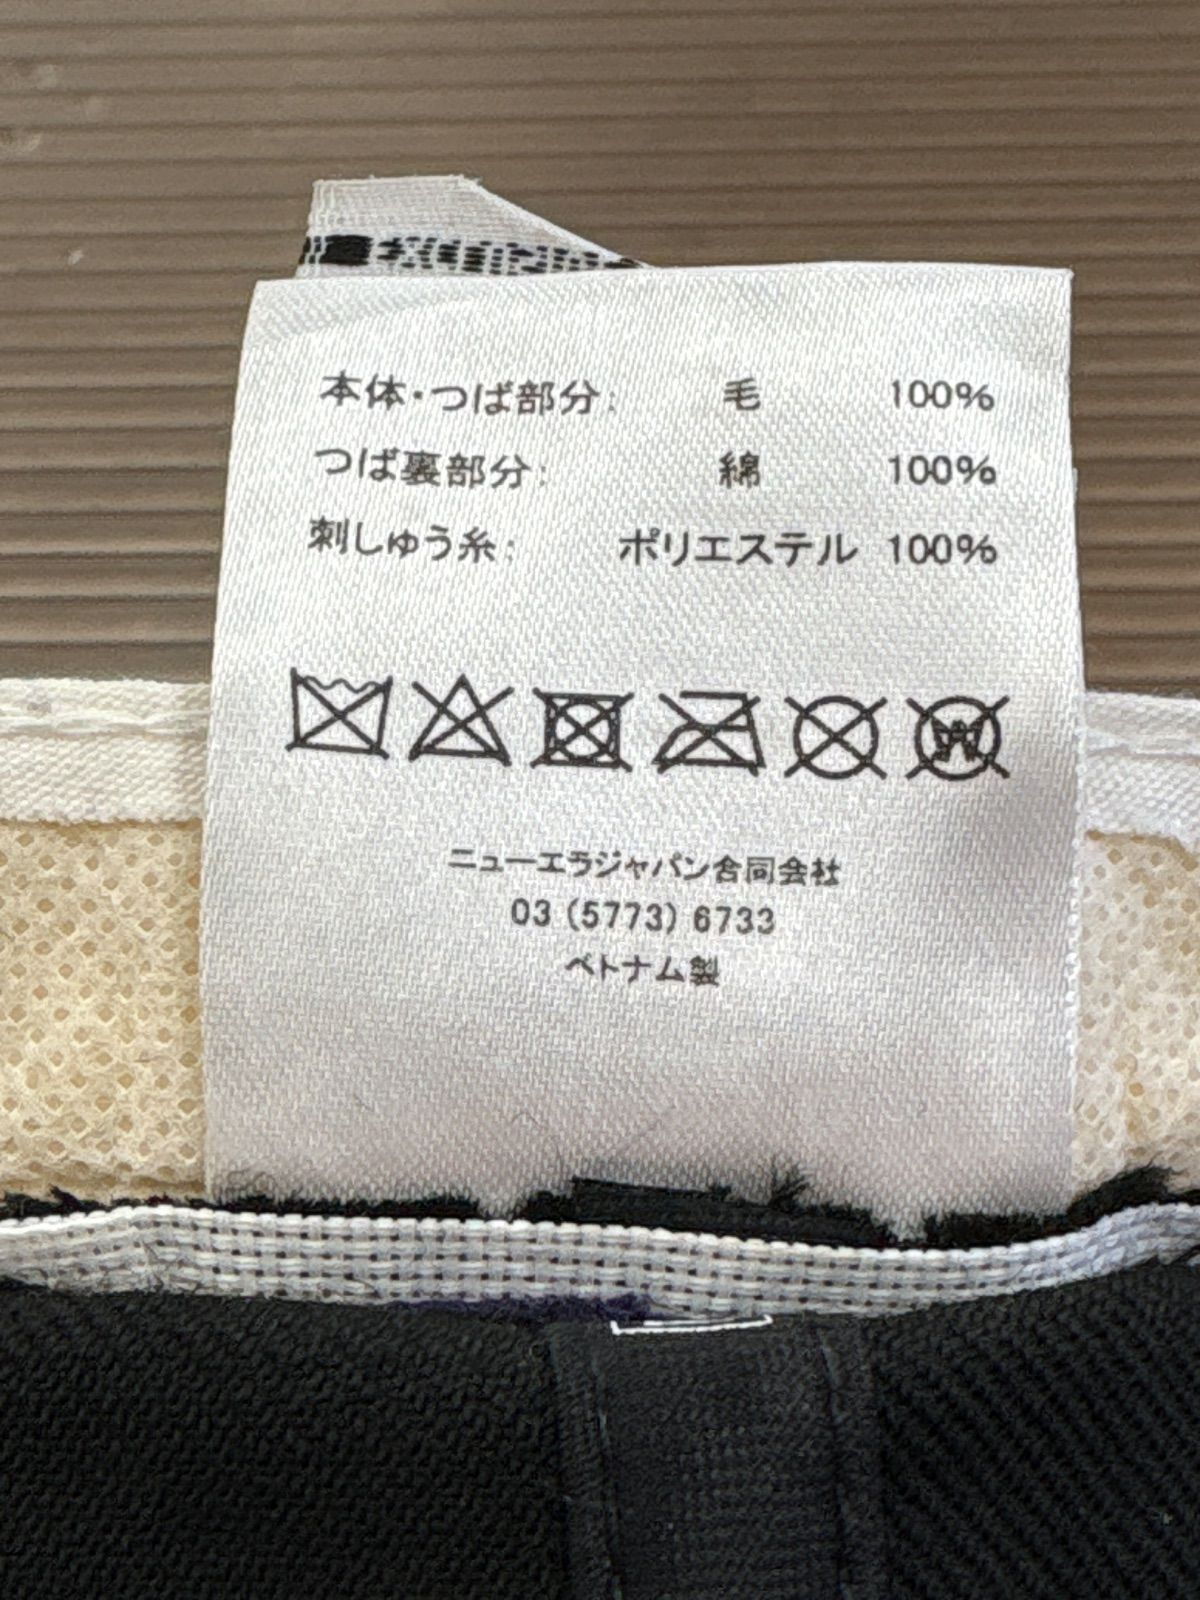 本体・つば部分: 毛 100%
つば裏部分: 綿 100%
刺しゅう糸: ポリエステル 100%
W
ニューエラジャパン合同会社
03 (5773) 6733
ベトナム製